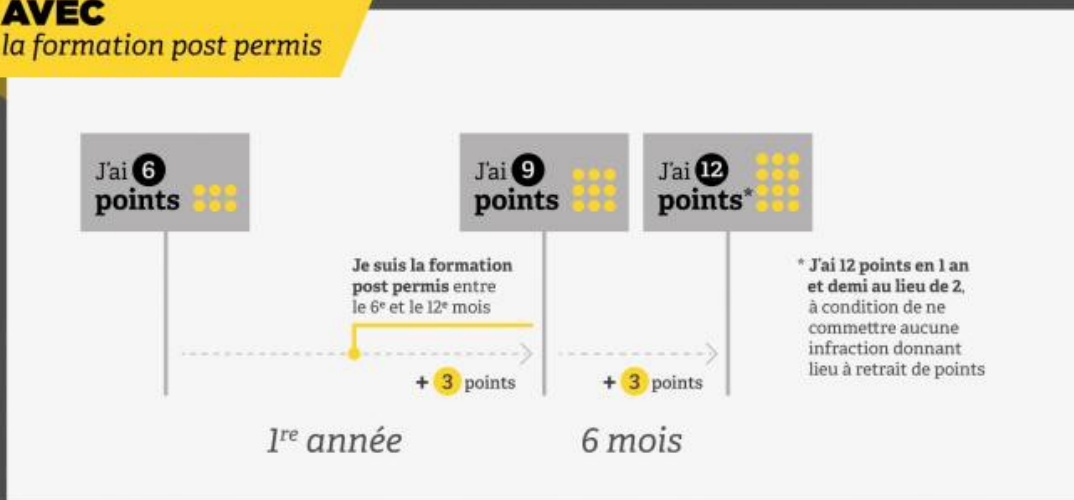 AVEC
la formation post permis
J'ai 6
points
J'ai 9
points
J'ai 12
points*
Je suis la formation
post permis entre
le 6e et le 12e mois
+ 3 points
+ 3 points
* J'ai 12 points en 1 an
et demi au lieu de 2,
à condition de ne
commettre aucune
infraction donnant
lieu à retrait de points
1re année
6 mois